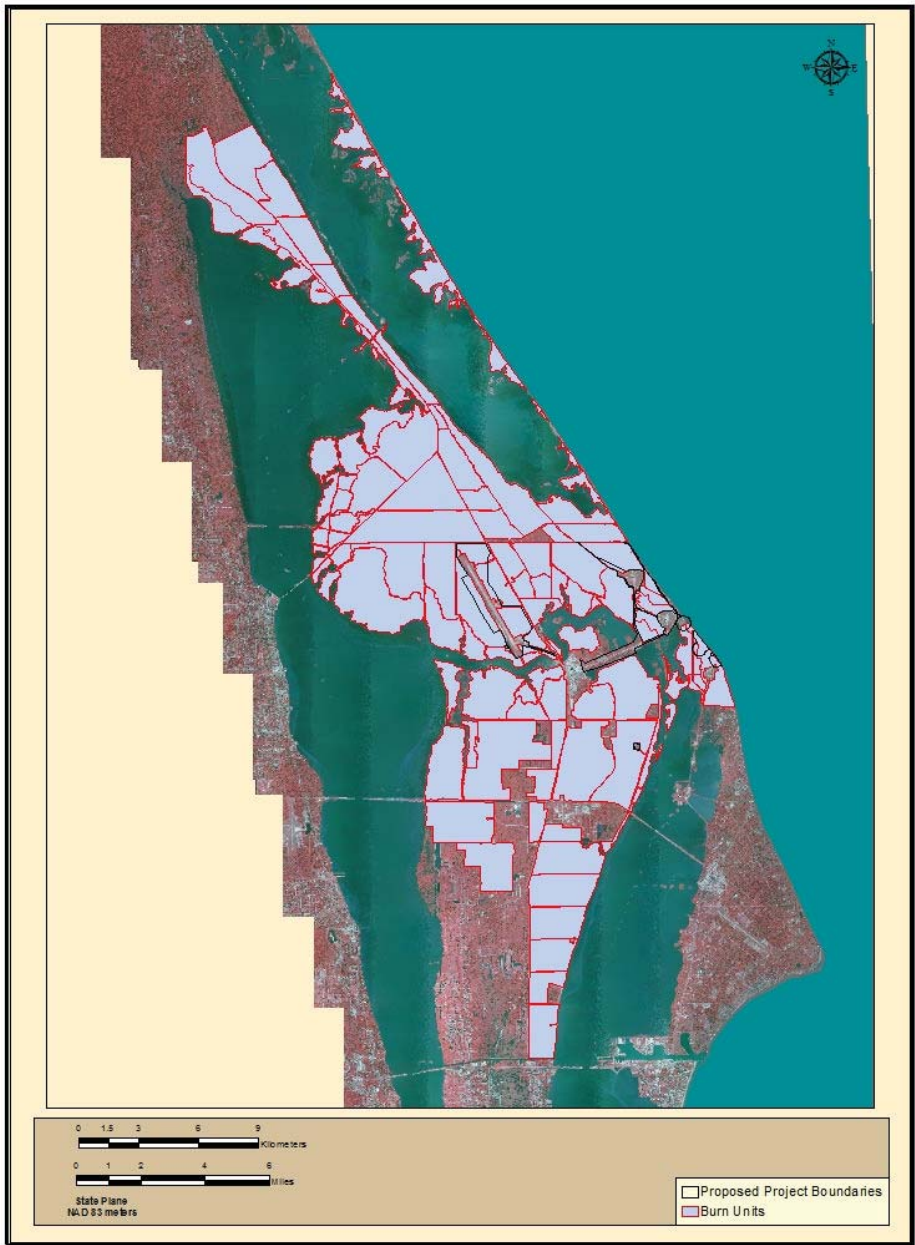 N
W E
S
0 1.5 3 6 9
Kilometers
0 1 2 4 6
Miles
State Plane
NAD 83 meters
Proposed Project Boundaries
Burn Units